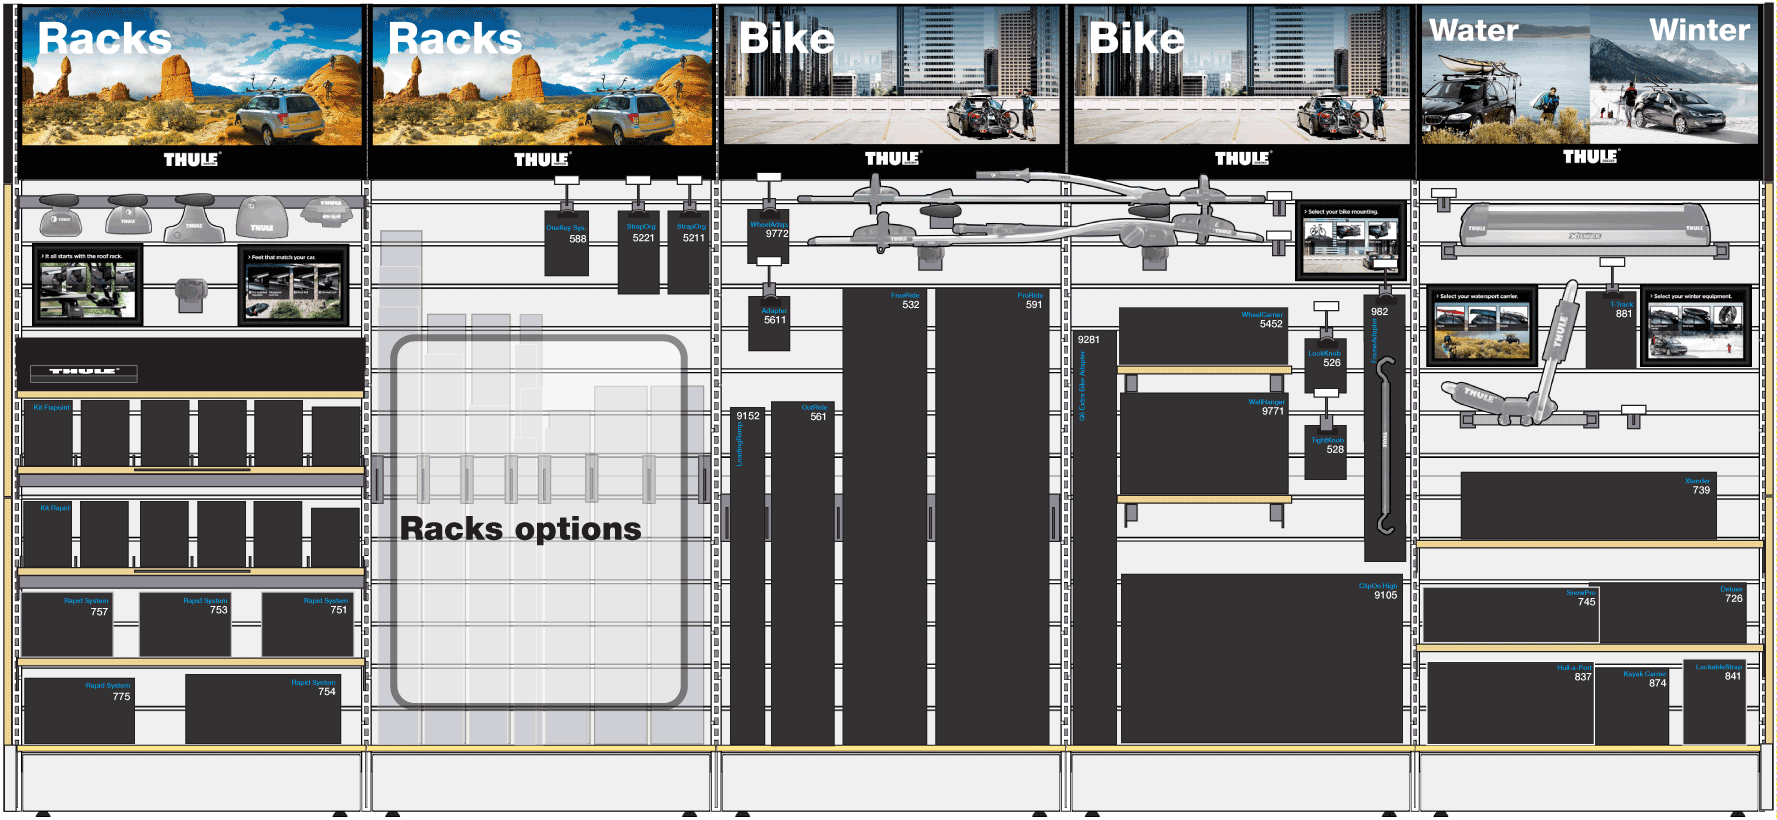 Racks
Racks
Bike
Bike
Water
Winter
THULE
THULE
THULE
THULE
THULE
› It all starts with the roof rack.
› Feet that match your car.
THULE
Kit Fixpoint
Kit Rapid
Rapid System
757
Rapid System
753
Rapid System
751
Rapid System
775
Rapid System
754
OneKey Sys.
588
StrapOrg
5221
StrapOrg
5211
Racks options
WheelAdap.
9772
Adapter
5611
9152
LoadingRamp
OutRide
561
FreeRide
532
ProRide
591
› Select your bike mounting.
9281
GK Extra Bike Adapter
WheelCarrier
5452
WallHanger
9771
LockKnob
526
TightKnob
528
982
FrameAdapter
THULE
ClipOn High
9105
THULE
THULE
› Select your watersport carrier.
T-Track
881
› Select your winter equipment.
THULE
THULE
Xtender
739
SnowPro
745
Deluxe
726
Hull-a-Port
837
Kayak Carrier
874
LockableStrap
841